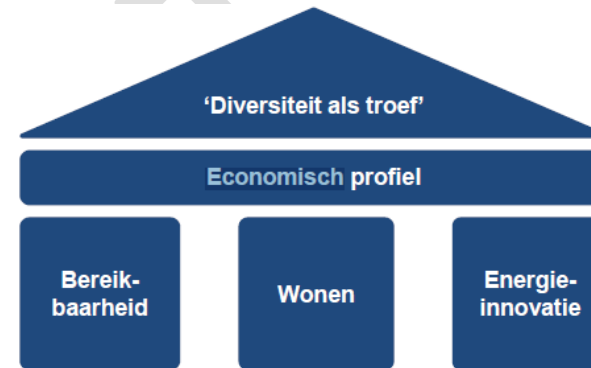 ‘Diversiteit als troef’
Economisch profiel
Bereik-
baarheid
Wonen
Energie-
innovatie